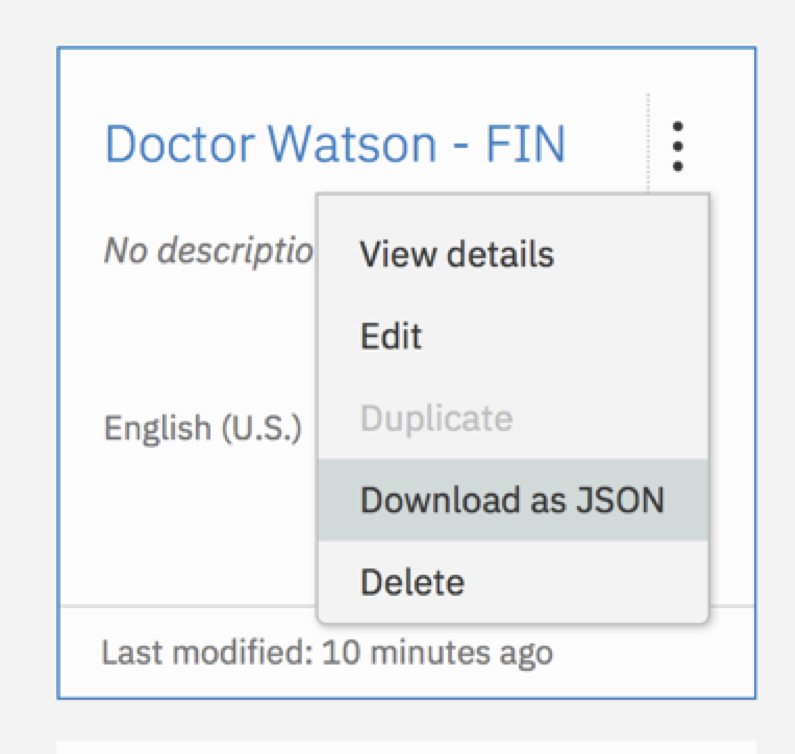 Doctor Watson - FIN
No descriptio
View details
Edit
English (U.S.)
Duplicate
Download as JSON
Delete
Last modified: 10 minutes ago